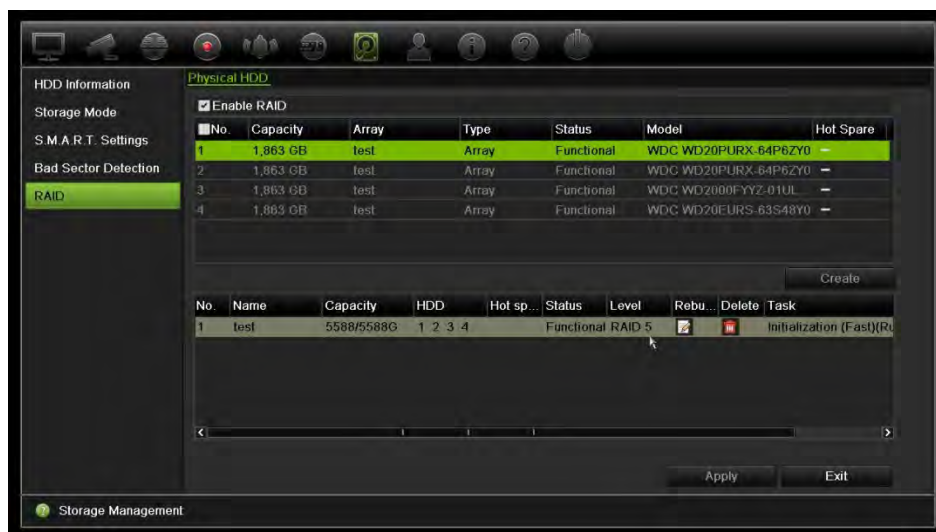 HDD Information
Storage Mode
S.M.A.R.T. Settings
Bad Sector Detection
RAID
Physical HDD
Enable RAID
No. Capacity Array Type Status Model Hot Spare
1 1,863 GB test Array Functional WDC WD20PURX-64P6ZY0 —
2 1,863 GB test Array Functional WDC WD20PURX-64P6ZY0 —
3 1,863 GB test Array Functional WDC WD2000FYYZ-01UL... —
4 1,863 GB test Array Functional WDC WD20EURS-63S48Y0 —
Create
No. Name Capacity HDD Hot sp... Status Level Rebu... Delete Task
1 test 5588/5588G 1 2 3 4 Functional RAID 5 Initialization (Fast)(Ru
Apply Exit
Storage Management